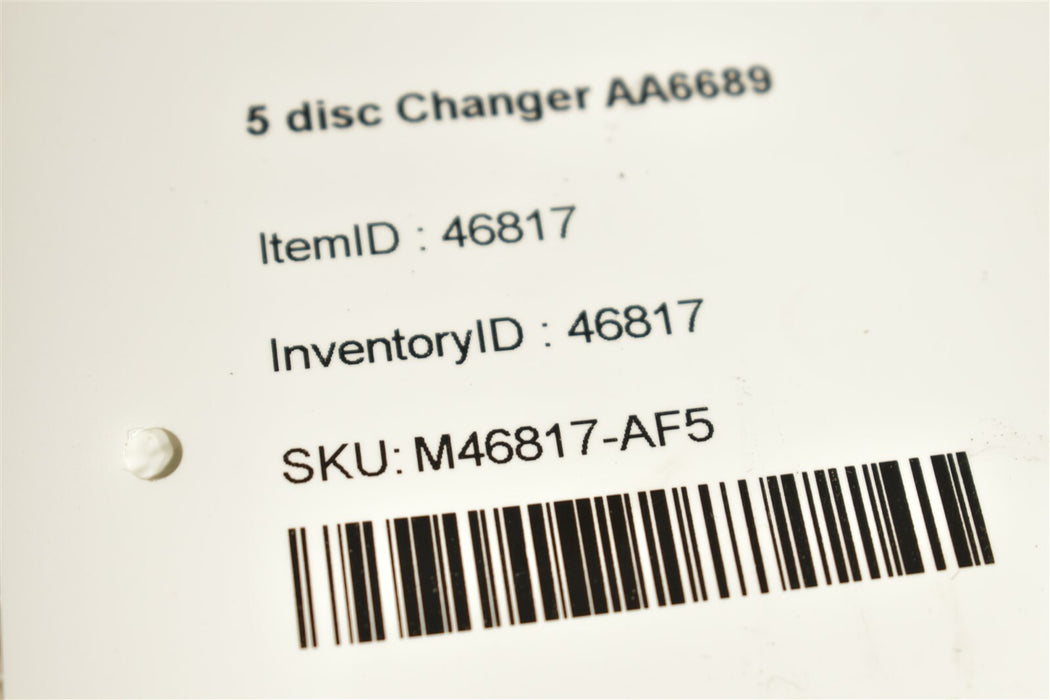 5 disc Changer AA6689
ItemID : 46817
InventoryID : 46817
SKU: M46817-AF5